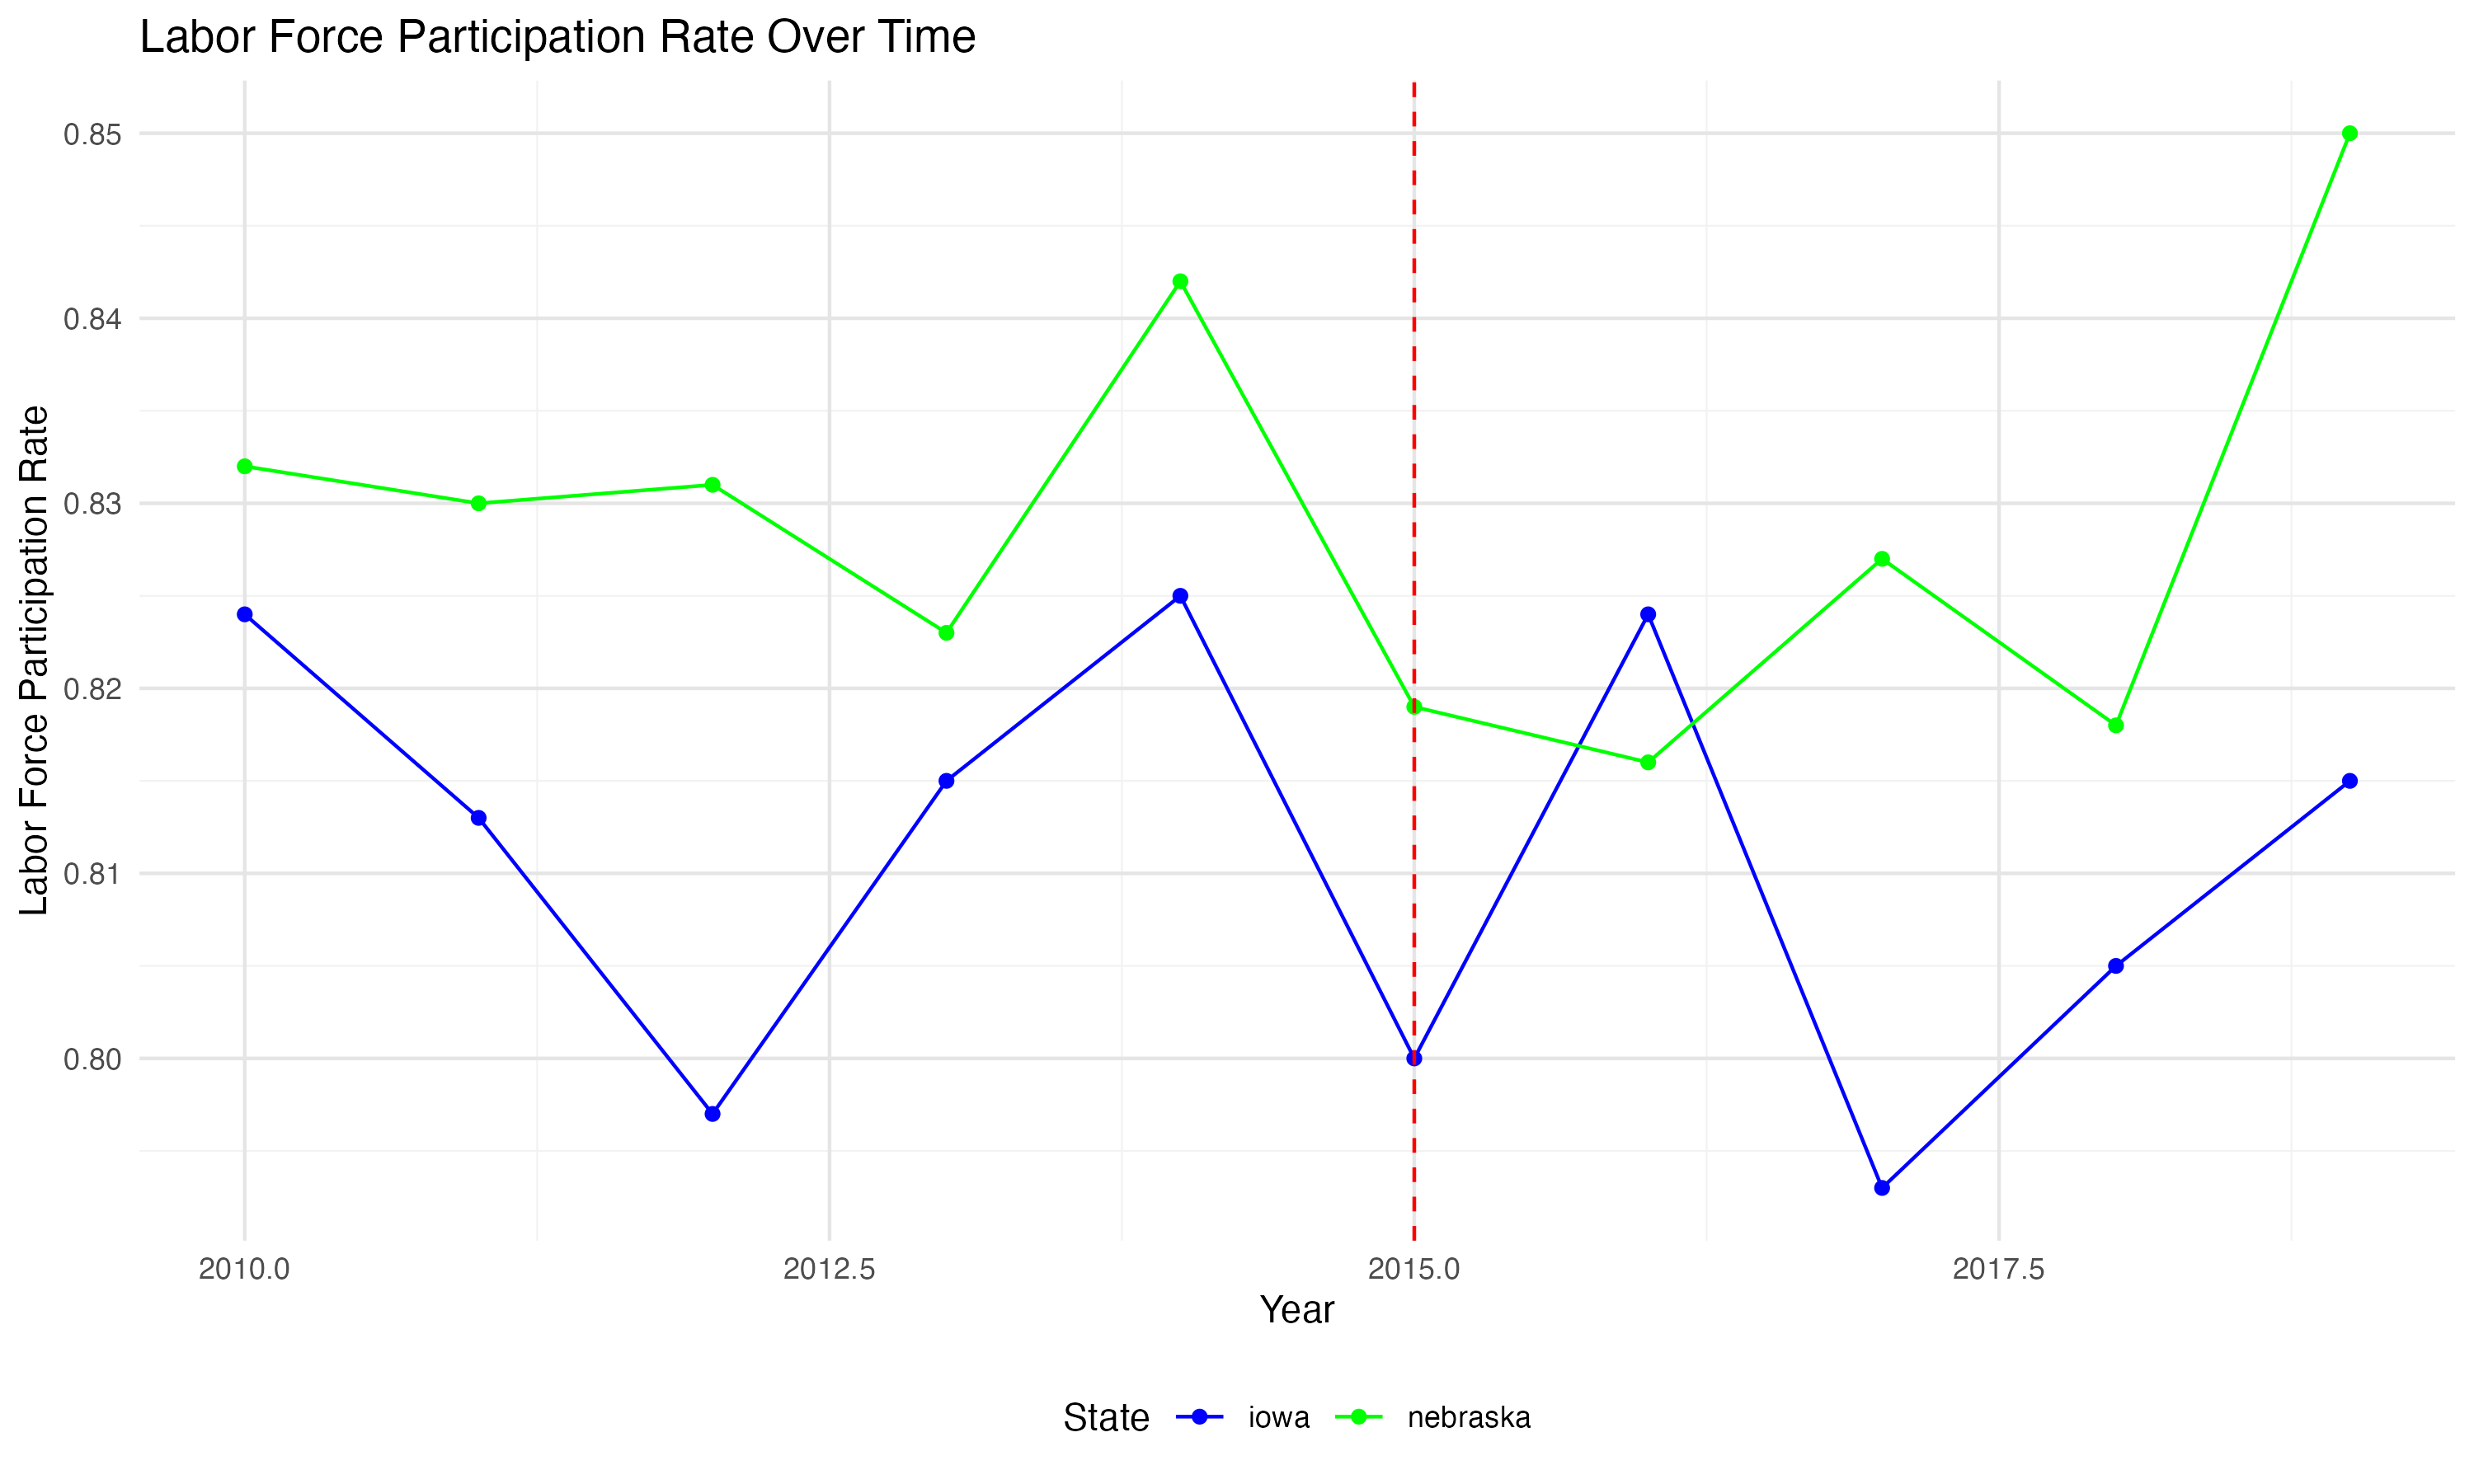 Labor Force Participation Rate Over Time
Labor Force Participation Rate
0.85
0.84
0.83
0.82
0.81
0.80
2010.0 2012.5 2015.0 2017.5
Year
State iowa nebraska